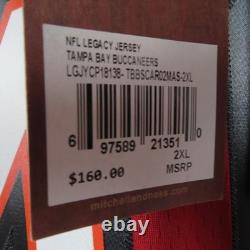 NFL LEGACY JERSEY
TAMPA BAY BUCCANEERS
LGJYCP18138- TBBSCAR02MAS-2XL
6 97589 21351 0
2XL
$160.00 MSRP
mitchellandness.com